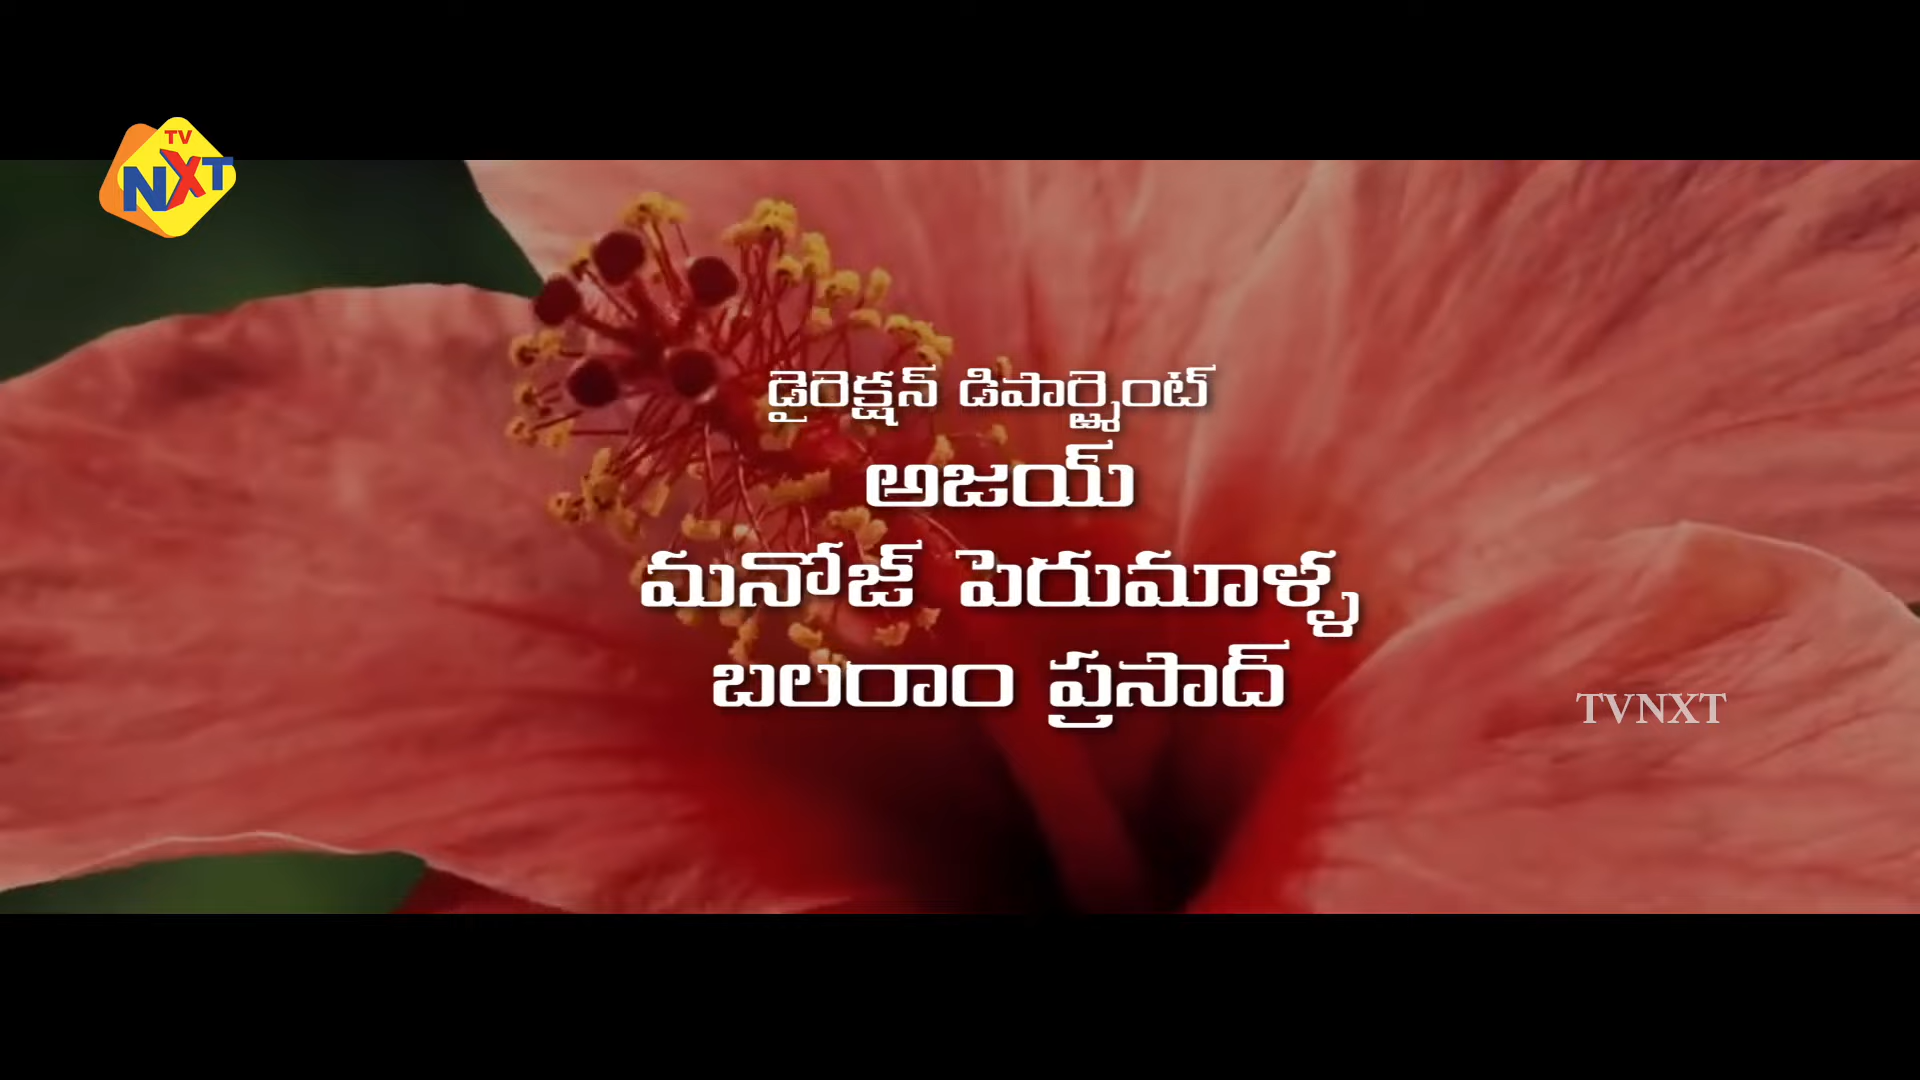 TV
NXT
డైరెక్షన్ డిపార్ట్మెంట్
అజయ్
మనోజ్ పెరుమాళ్ళ
బలరాం ప్రసాద్
TVNXT